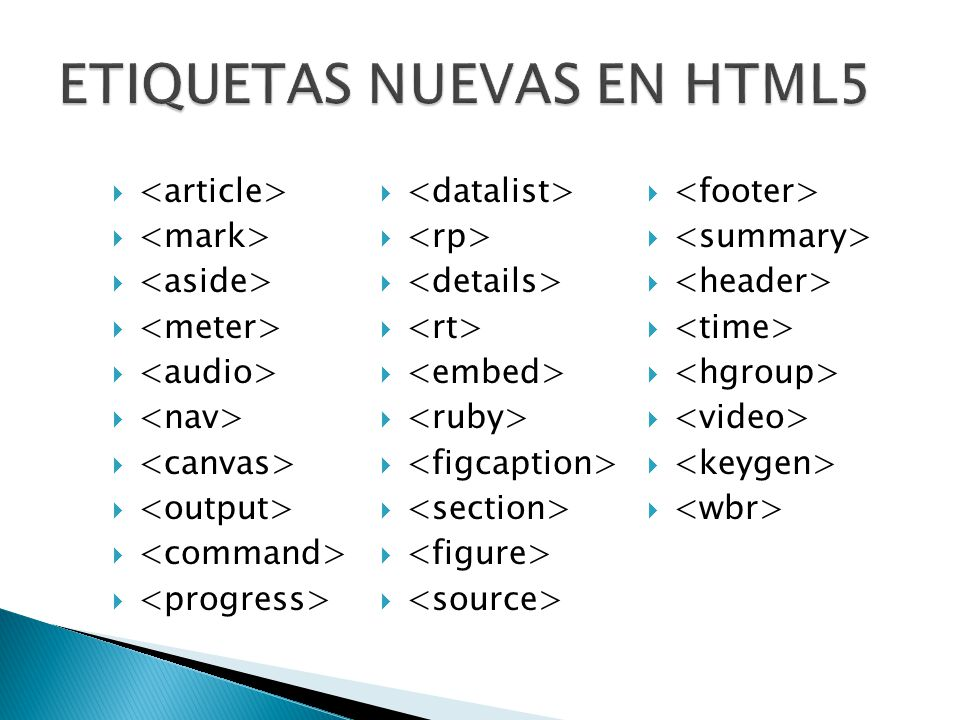 ETIQUETAS NUEVAS EN HTML5
<article>
<mark>
<aside>
<meter>
<audio>
<nav>
<canvas>
<output>
<command>
<progress>
<datalist>
<rp>
<details>
<rt>
<embed>
<ruby>
<figcaption>
<section>
<figure>
<source>
<footer>
<summary>
<header>
<time>
<hgroup>
<video>
<keygen>
<wbr>